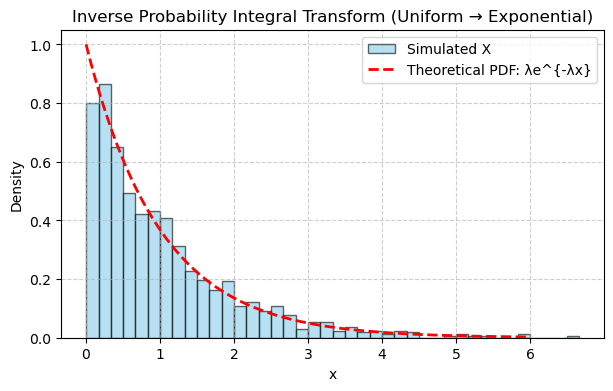 Inverse Probability Integral Transform (Uniform → Exponential)
Simulated X
Theoretical PDF: λe^{-λx}
Density
1.0
0.8
0.6
0.4
0.2
0.0
0 1 2 3 4 5 6
x